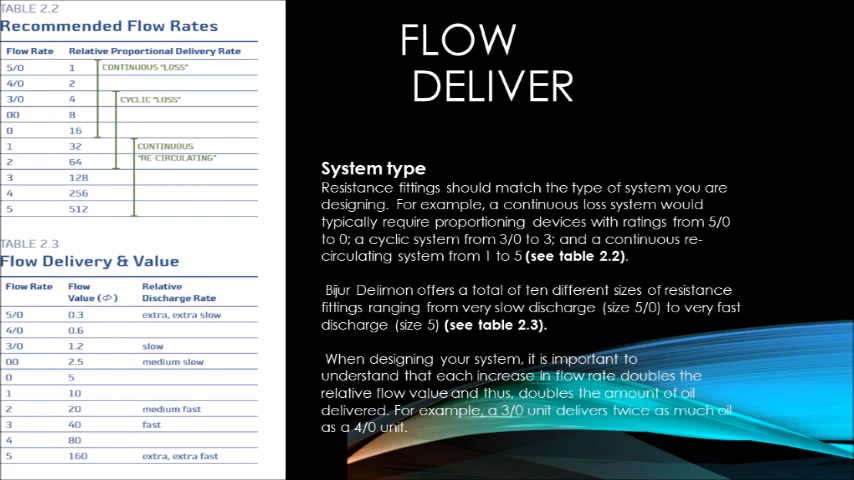 TABLE 2.2
Recommended Flow Rates
Flow Rate Relative Proportional Delivery Rate
5/0 1 CONTINUOUS "LOSS"
4/0 2
3/0 4 CYCLIC "LOSS"
00 8
0 16
1 32 CONTINUOUS
2 64 "RE-CIRCULATING"
3 128
4 256
5 512
TABLE 2.3
Flow Delivery & Value
Flow Rate Flow Relative
Value (Φ) Discharge Rate
5/0 0.3 extra, extra slow
4/0 0.6
3/0 1.2 slow
00 2.5 medium slow
0 5
1 10
2 20 medium fast
3 40 fast
4 80
5 160 extra, extra fast
FLOW
DELIVER
System type
Resistance fittings should match the type of system you are
designing. For example, a continuous loss system would
typically require proportioning devices with ratings from 5/0
to 0; a cyclic system from 3/0 to 3; and a continuous re-
circulating system from 1 to 5 (see table 2.2).
Bijur Delimon offers a total of ten different sizes of resistance
fittings ranging from very slow discharge (size 5/0) to very fast
discharge (size 5) (see table 2.3).
When designing your system, it is important to
understand that each increase in flow rate doubles the
relative flow value and thus, doubles the amount of oil
delivered. For example, a 3/0 unit delivers twice as much oil
as a 4/0 unit.